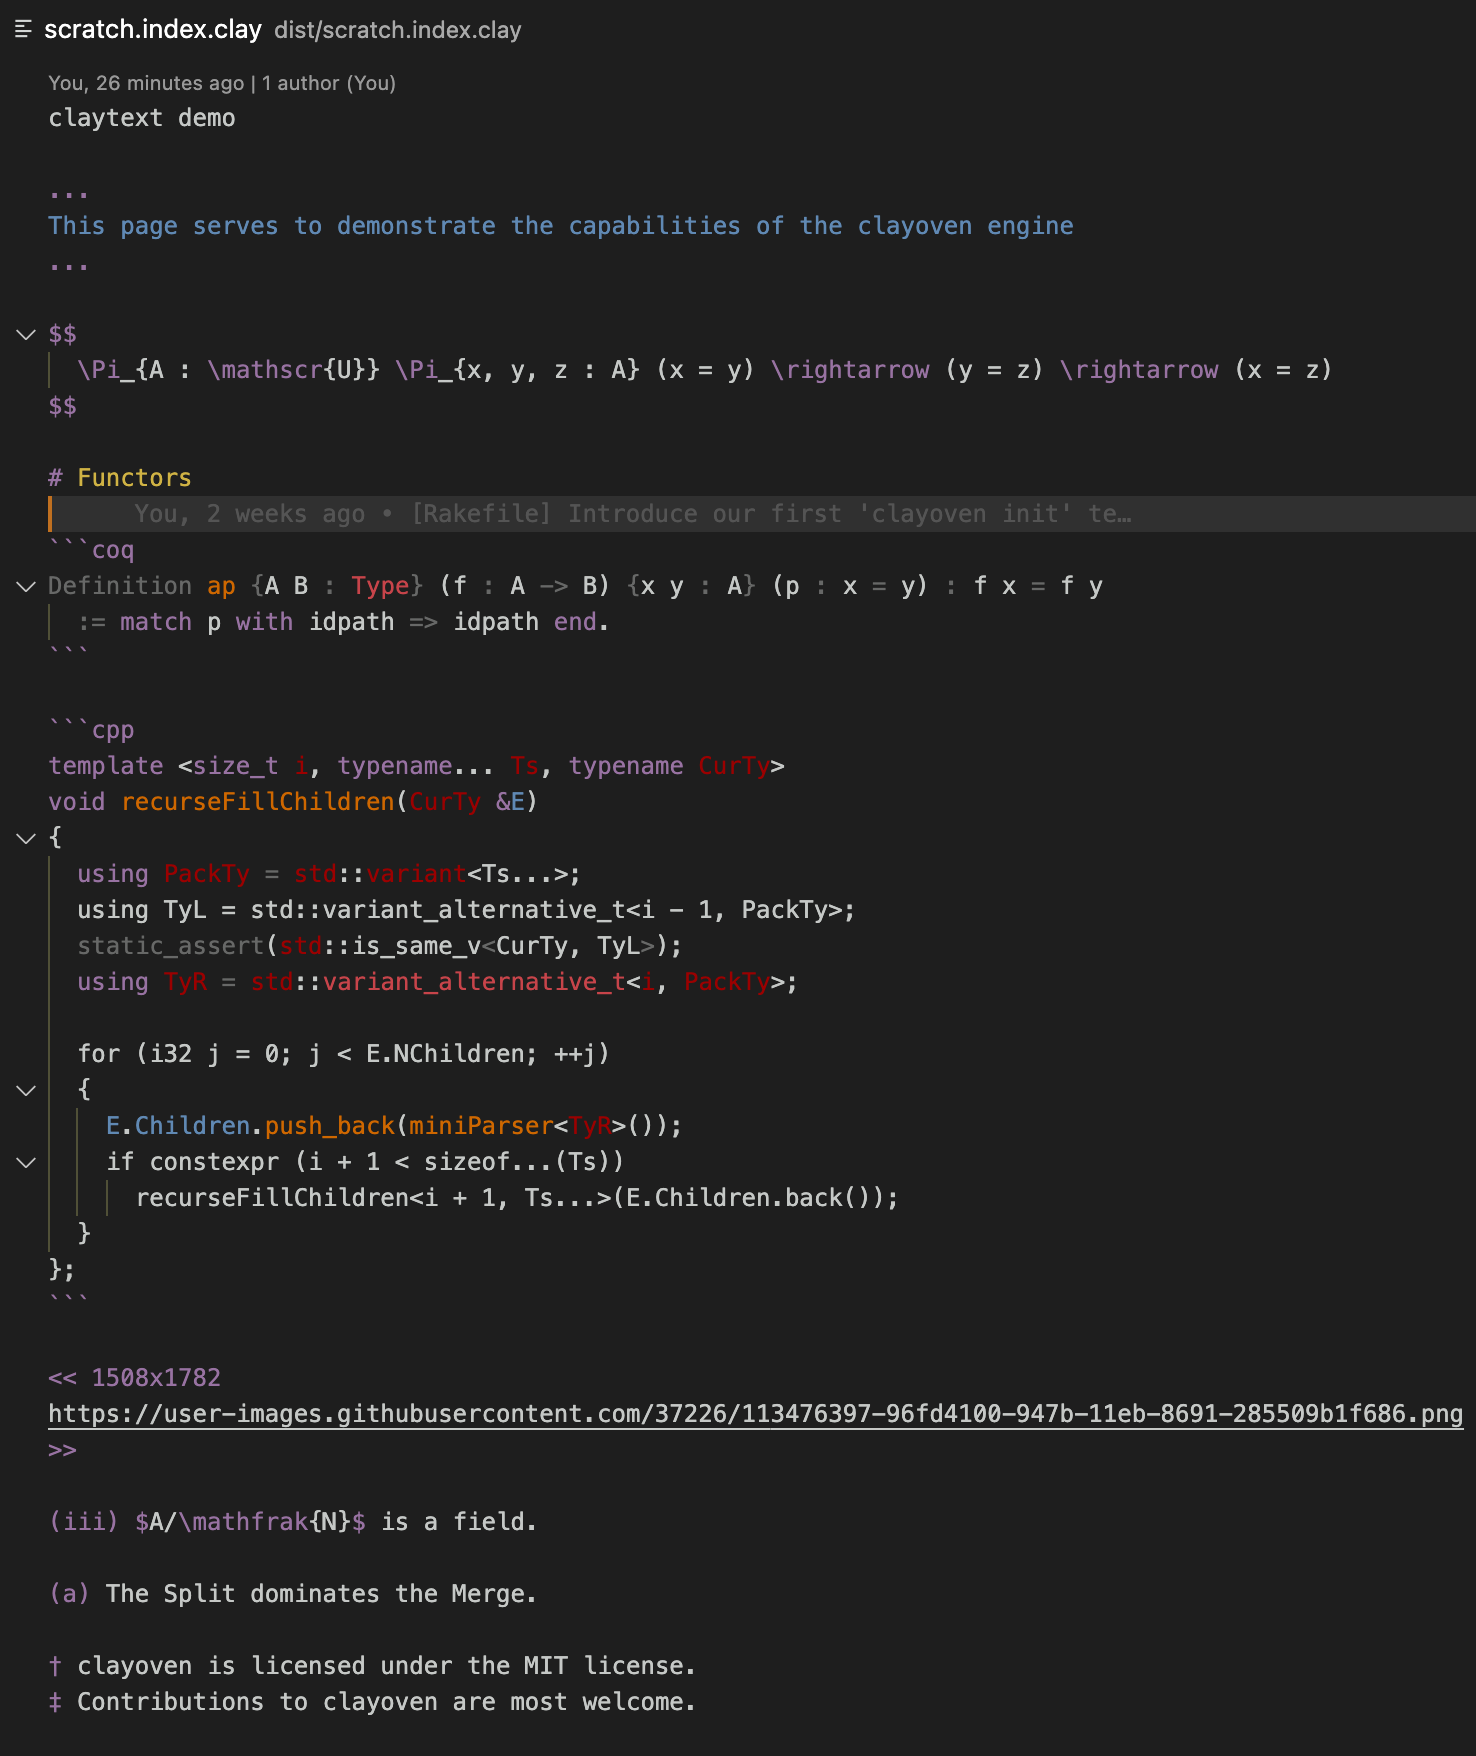 scratch.index.clay dist/scratch.index.clay
You, 26 minutes ago | 1 author (You)
claytext demo
...
This page serves to demonstrate the capabilities of the clayoven engine
...
$$
\Pi_{A : \mathscr{U}} \Pi_{x, y, z : A} (x = y) \rightarrow (y = z) \rightarrow (x = z)
$$
# Functors
You, 2 weeks ago • [Rakefile] Introduce our first 'clayoven init' te…
```coq
Definition ap {A B : Type} (f : A -> B) {x y : A} (p : x = y) : f x = f y
:= match p with idpath => idpath end.
```
```cpp
template <size_t i, typename... Ts, typename CurTy>
void recurseFillChildren(CurTy &E)
{
using PackTy = std::variant<Ts...>;
using TyL = std::variant_alternative_t<i - 1, PackTy>;
static_assert(std::is_same_v<CurTy, TyL>);
using TyR = std::variant_alternative_t<i, PackTy>;
for (i32 j = 0; j < E.NChildren; ++j)
{
E.Children.push_back(miniParser<TyR>());
if constexpr (i + 1 < sizeof...(Ts))
recurseFillChildren<i + 1, Ts...>(E.Children.back());
}
};
```
<< 1508x1782
https://user-images.githubusercontent.com/37226/113476397-96fd4100-947b-11eb-8691-285509b1f686.png
>>
(iii) $A/\mathfrak{N}$ is a field.
(a) The Split dominates the Merge.
† clayoven is licensed under the MIT license.
‡ Contributions to clayoven are most welcome.